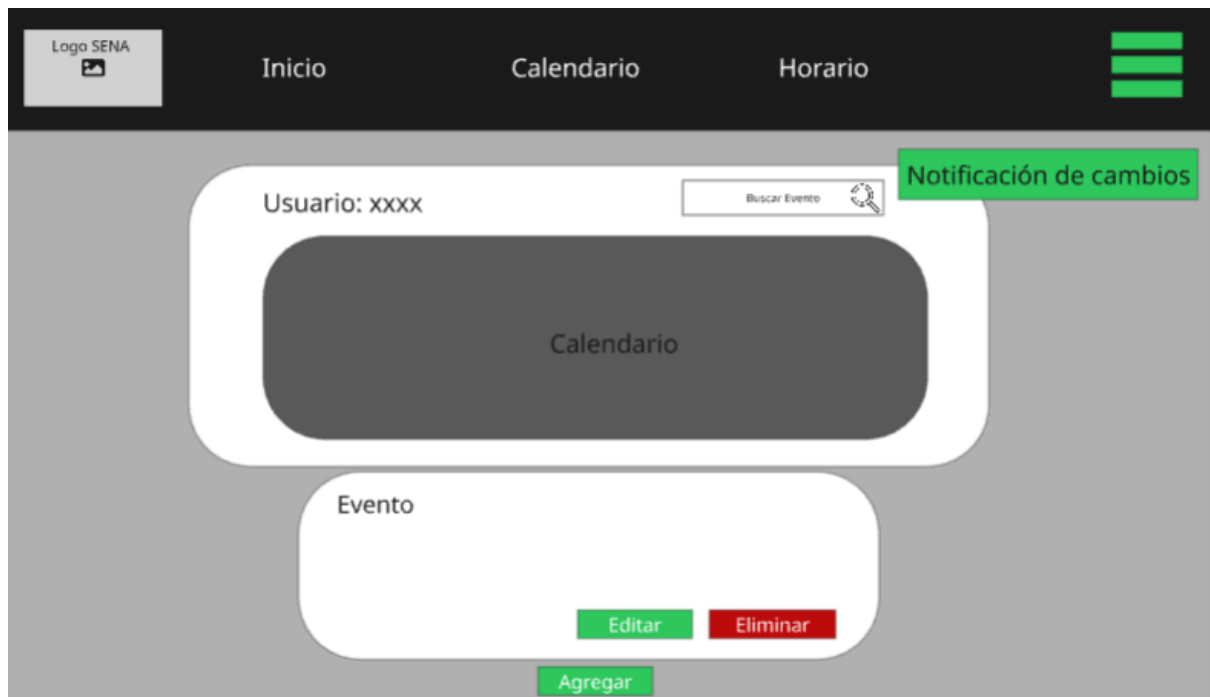 Logo SENA
Inicio
Calendario
Horario
Notificación de cambios
Usuario: xxxx
Buscar Evento
Calendario
Evento
Editar
Eliminar
Agregar